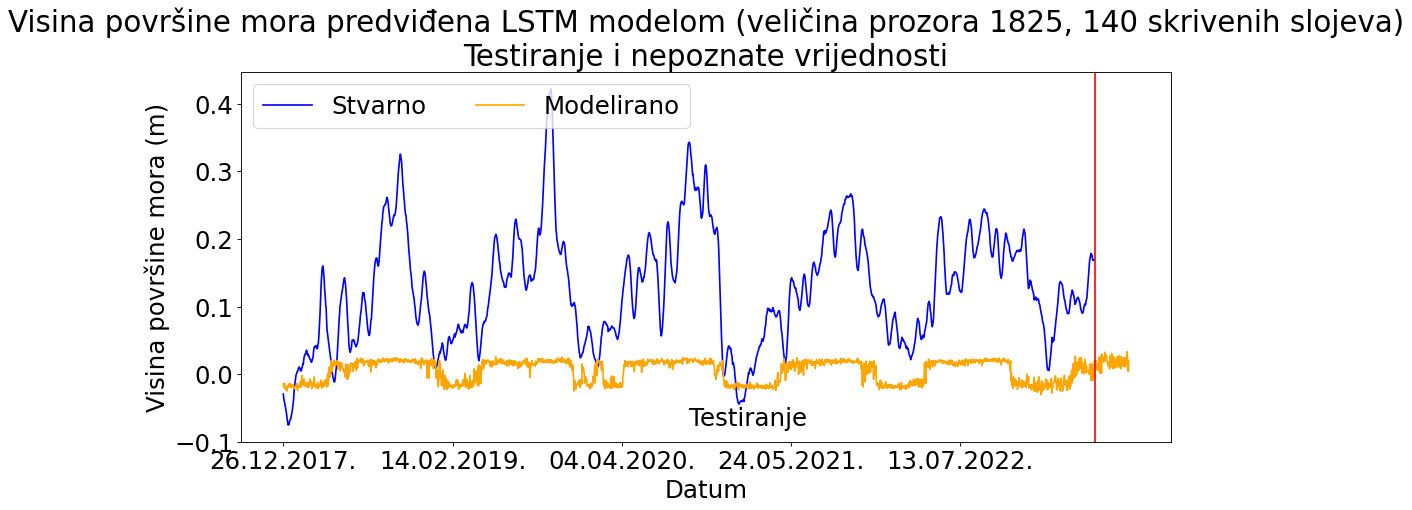 Visina površine mora predviđena LSTM modelom (veličina prozora 1825, 140 skrivenih slojeva)
Testiranje i nepoznate vrijednosti
Stvarno Modelirano
Visina površine mora (m)
0.4
0.3
0.2
0.1
0.0
−0.1
Testiranje
26.12.2017. 14.02.2019. 04.04.2020. 24.05.2021. 13.07.2022.
Datum